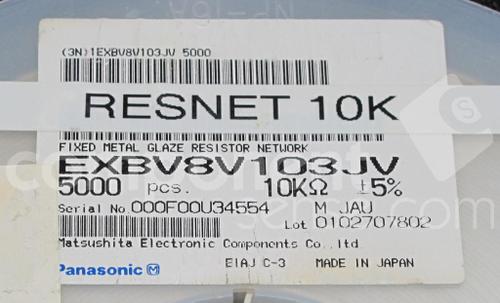 (3N)1EXBV8V103JV 5000
RESNET 10K
FIXED METAL GLAZE RESISTOR NETWORK
EXBV8V103JV
5000 pcs. 10KΩ ±5%
Serial No.000F00U34554 M JAU
Lot 0102707802
Matsushita Electronic Components Co.,ltd.
Panasonic EIAJ C-3 MADE IN JAPAN